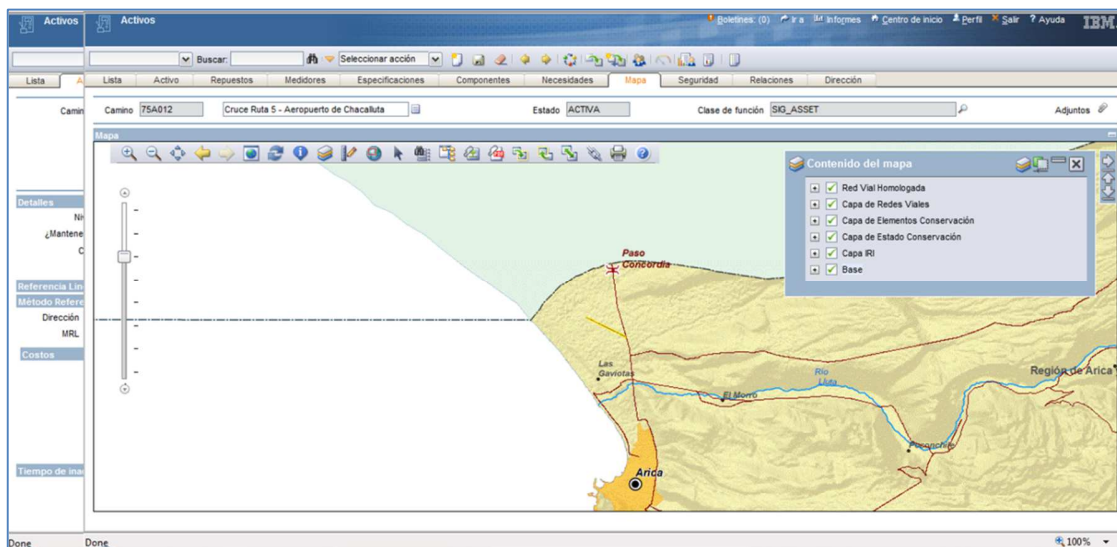 Activos
Activos
Boletines: (0) Ir a Informes Centro de inicio Perfil Salir ? Ayuda IBM
Buscar: Seleccionar acción
Lista
Lista Activo Repuestos Medidores Especificaciones Componentes Necesidades Mapa Seguridad Relaciones Dirección
Camin
Camino 75A012 Cruce Ruta 5 - Aeropuerto de Chacalluta Estado ACTIVA Clase de función SIG_ASSET Adjuntos
Mapa
Contenido del mapa
Red Vial Homologada
Capa de Redes Viales
Capa de Elementos Conservación
Capa de Estado Conservación
Capa IRI
Base
Detalles
¿Mantene
Referencia Lin
Método Refere
Dirección
MRL
Costos
Tiempo de ina
Paso
Concordia
Las
Gaviotas
Río
Lluta
Región de Arica
El Morro
Poconchile
Arica
Done
Done
100%